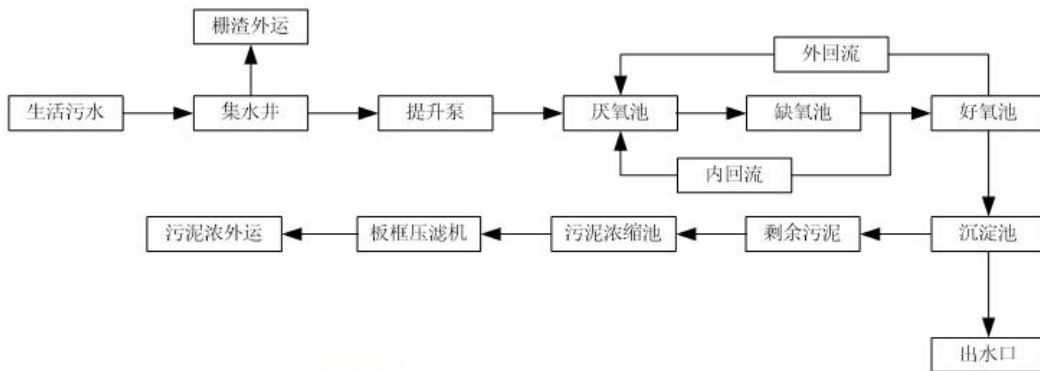 栅渣外运
外回流
生活污水
集水井
提升泵
厌氧池
缺氧池
好氧池
内回流
污泥浓外运
板框压滤机
污泥浓缩池
剩余污泥
沉淀池
出水口